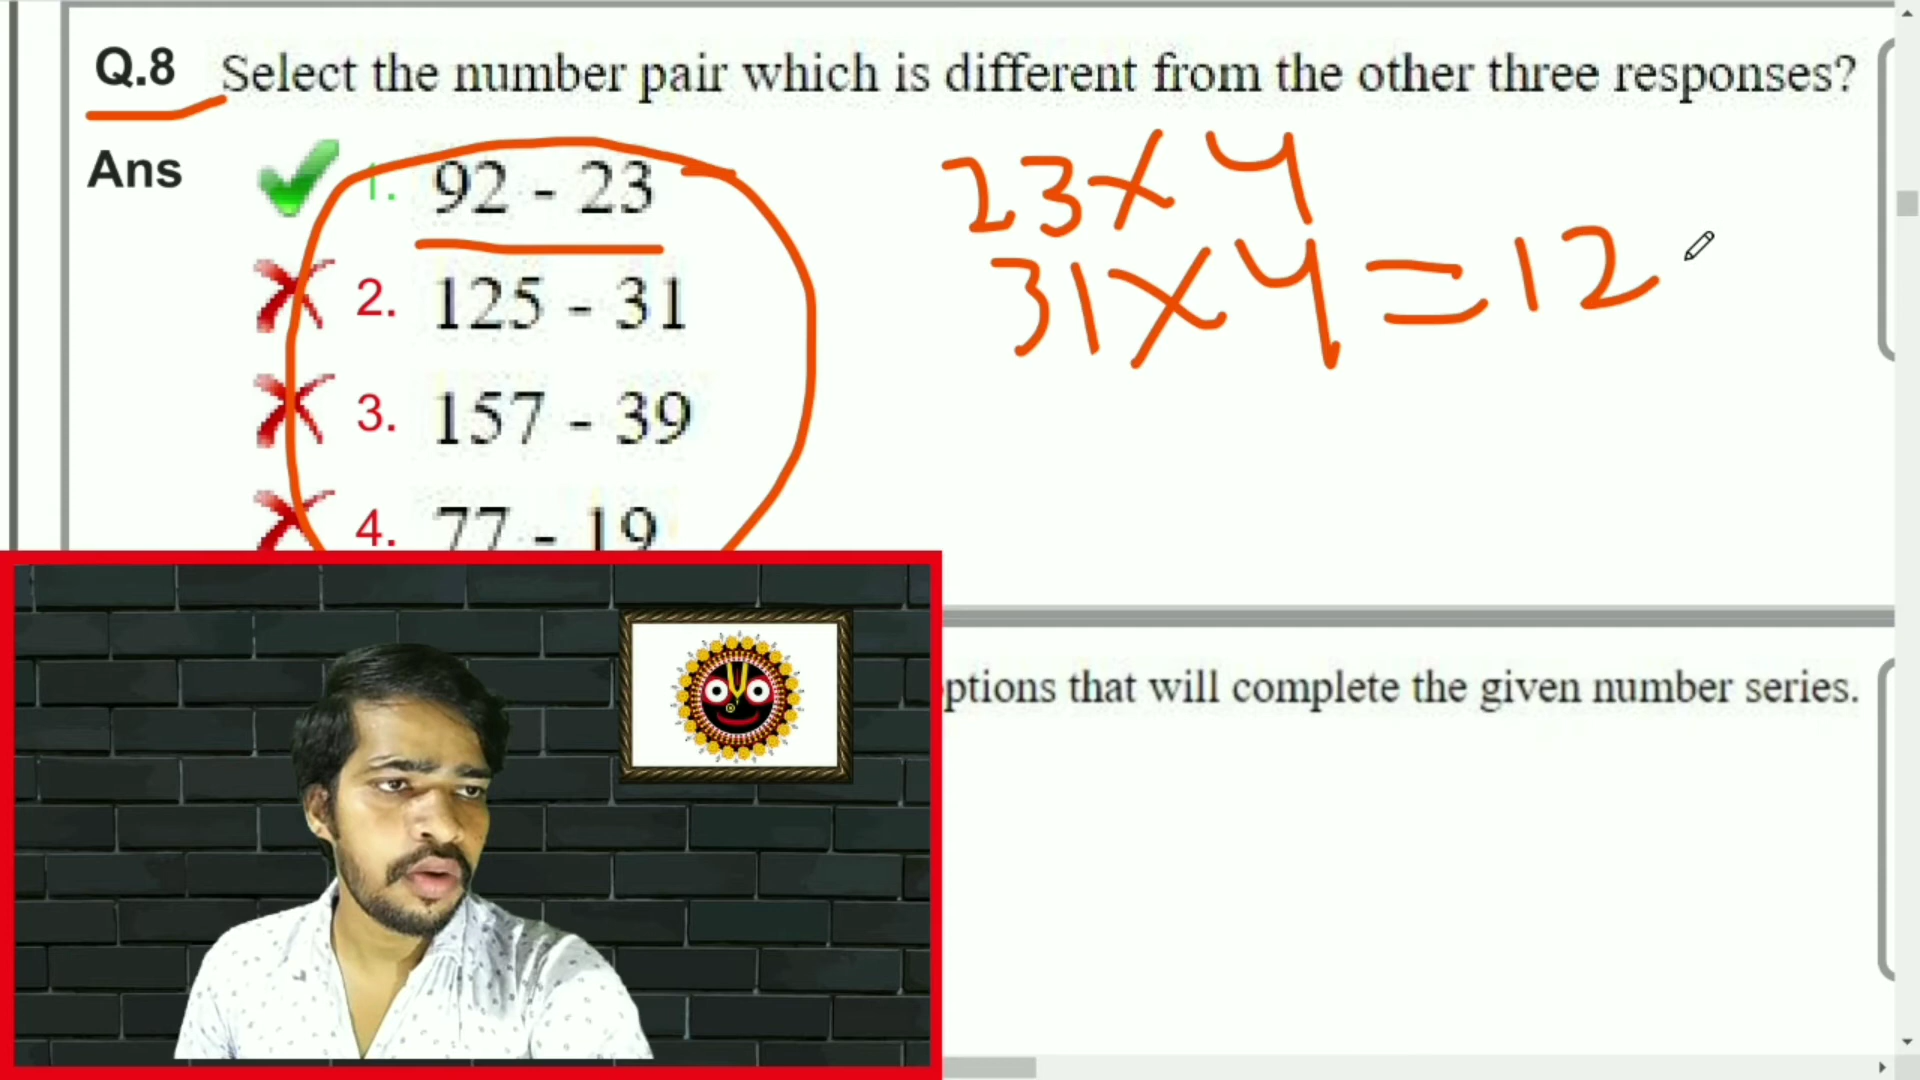 Q.8 Select the number pair which is different from the other three responses?
Ans 1. 92 - 23
2. 125 - 31
3. 157 - 39
4. 77 - 19
23 x 4
31 x 4 = 12
ptions that will complete the given number series.